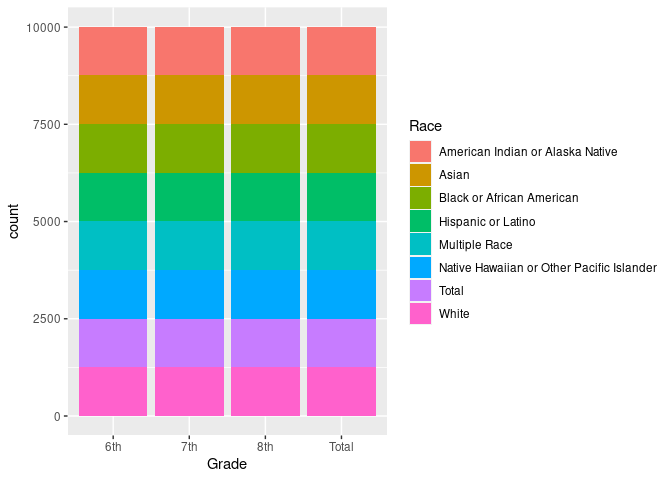 10000
7500
5000
2500
0
count
6th 7th 8th Total
Grade
Race
American Indian or Alaska Native
Asian
Black or African American
Hispanic or Latino
Multiple Race
Native Hawaiian or Other Pacific Islander
Total
White